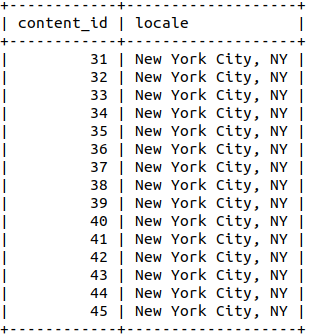 +------------+-------------------+
| content_id | locale            |
+------------+-------------------+
|         31 | New York City, NY |
|         32 | New York City, NY |
|         33 | New York City, NY |
|         34 | New York City, NY |
|         35 | New York City, NY |
|         36 | New York City, NY |
|         37 | New York City, NY |
|         38 | New York City, NY |
|         39 | New York City, NY |
|         40 | New York City, NY |
|         41 | New York City, NY |
|         42 | New York City, NY |
|         43 | New York City, NY |
|         44 | New York City, NY |
|         45 | New York City, NY |
+------------+-------------------+